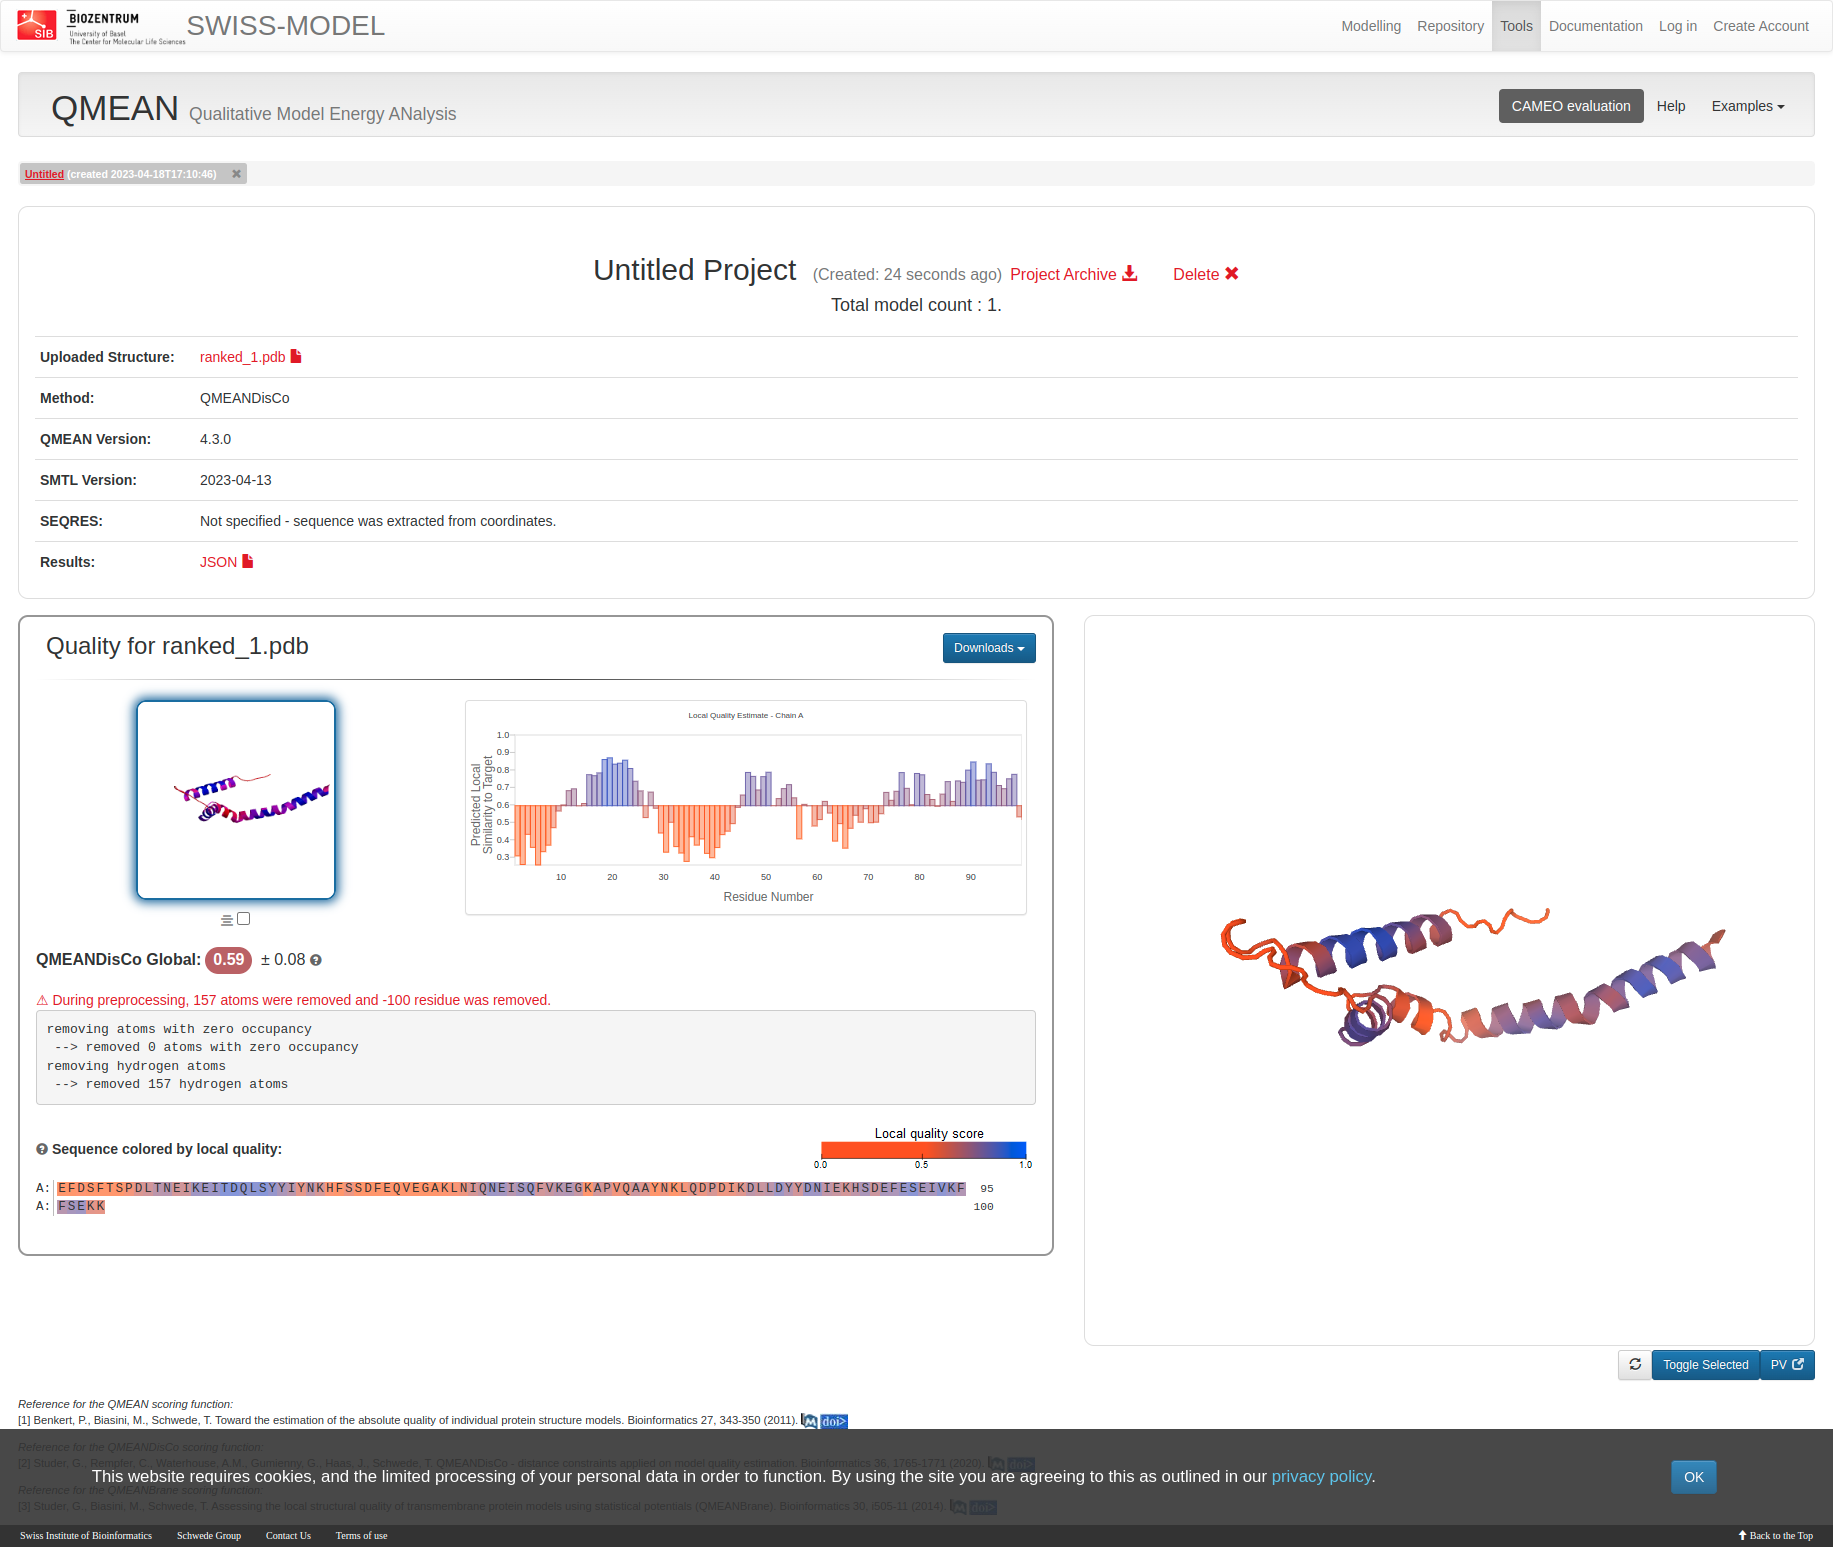 SIB
BIOZENTRUM
University of Basel
The Center for Molecular Life Sciences
SWISS-MODEL
Modelling Repository Tools Documentation Log in Create Account
QMEAN Qualitative Model Energy ANalysis
CAMEO evaluation Help Examples
Untitled (created 2023-04-18T17:10:46)
Untitled Project (Created: 24 seconds ago) Project Archive Delete
Total model count : 1.
Uploaded Structure: ranked_1.pdb
Method: QMEANDisCo
QMEAN Version: 4.3.0
SMTL Version: 2023-04-13
SEQRES: Not specified - sequence was extracted from coordinates.
Results: JSON
Quality for ranked_1.pdb
Downloads
Local Quality Estimate - Chain A
Predicted Local
Similarity to Target
1.0
0.9
0.8
0.7
0.6
0.5
0.4
0.3
10 20 30 40 50 60 70 80 90
Residue Number
QMEANDisCo Global: 0.59 ± 0.08
⚠ During preprocessing, 157 atoms were removed and -100 residue was removed.
removing atoms with zero occupancy
--> removed 0 atoms with zero occupancy
removing hydrogen atoms
--> removed 157 hydrogen atoms
Sequence colored by local quality:
Local quality score
0.0 0.5 1.0
A: EFDSFTSPDLTNEIKEITDQLSYYIYNKHFSSDFEQVEGAKLNIQNEISQFVKEGKAPVQAAYNKLQDPDIKDLLDYYDNIEKHSDEFESEIVKF 95
A: FSEKK 100
Toggle Selected PV
Reference for the QMEAN scoring function:
[1] Benkert, P., Biasini, M., Schwede, T. Toward the estimation of the absolute quality of individual protein structure models. Bioinformatics 27, 343-350 (2011). M doi>
Reference for the QMEANDisCo scoring function:
[2] Studer, G., Rempfer, C., Waterhouse, A.M., Gumienny, G., Haas, J., Schwede, T. QMEANDisCo - distance constraints applied on model quality estimation. Bioinformatics 36, 1765-1771 (2020). M doi>
This website requires cookies, and the limited processing of your personal data in order to function. By using the site you are agreeing to this as outlined in our privacy policy.
OK
Reference for the QMEANBrane scoring function:
[3] Studer, G., Biasini, M., Schwede, T. Assessing the local structural quality of transmembrane protein models using statistical potentials (QMEANBrane). Bioinformatics 30, i505-11 (2014). M doi>
Swiss Institute of Bioinformatics Schwede Group Contact Us Terms of use Back to the Top